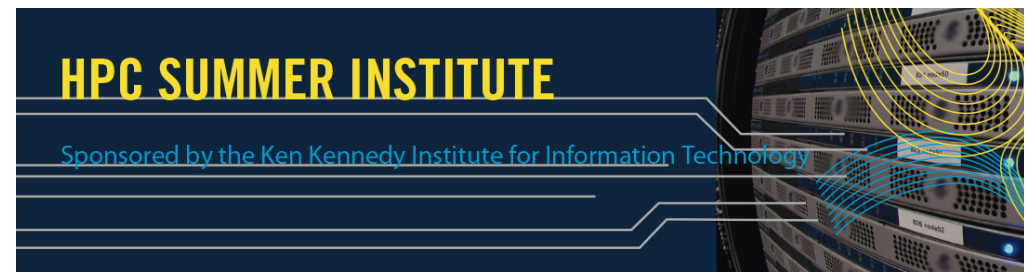 HPC SUMMER INSTITUTE
Sponsored by the Ken Kennedy Institute for Information Technology